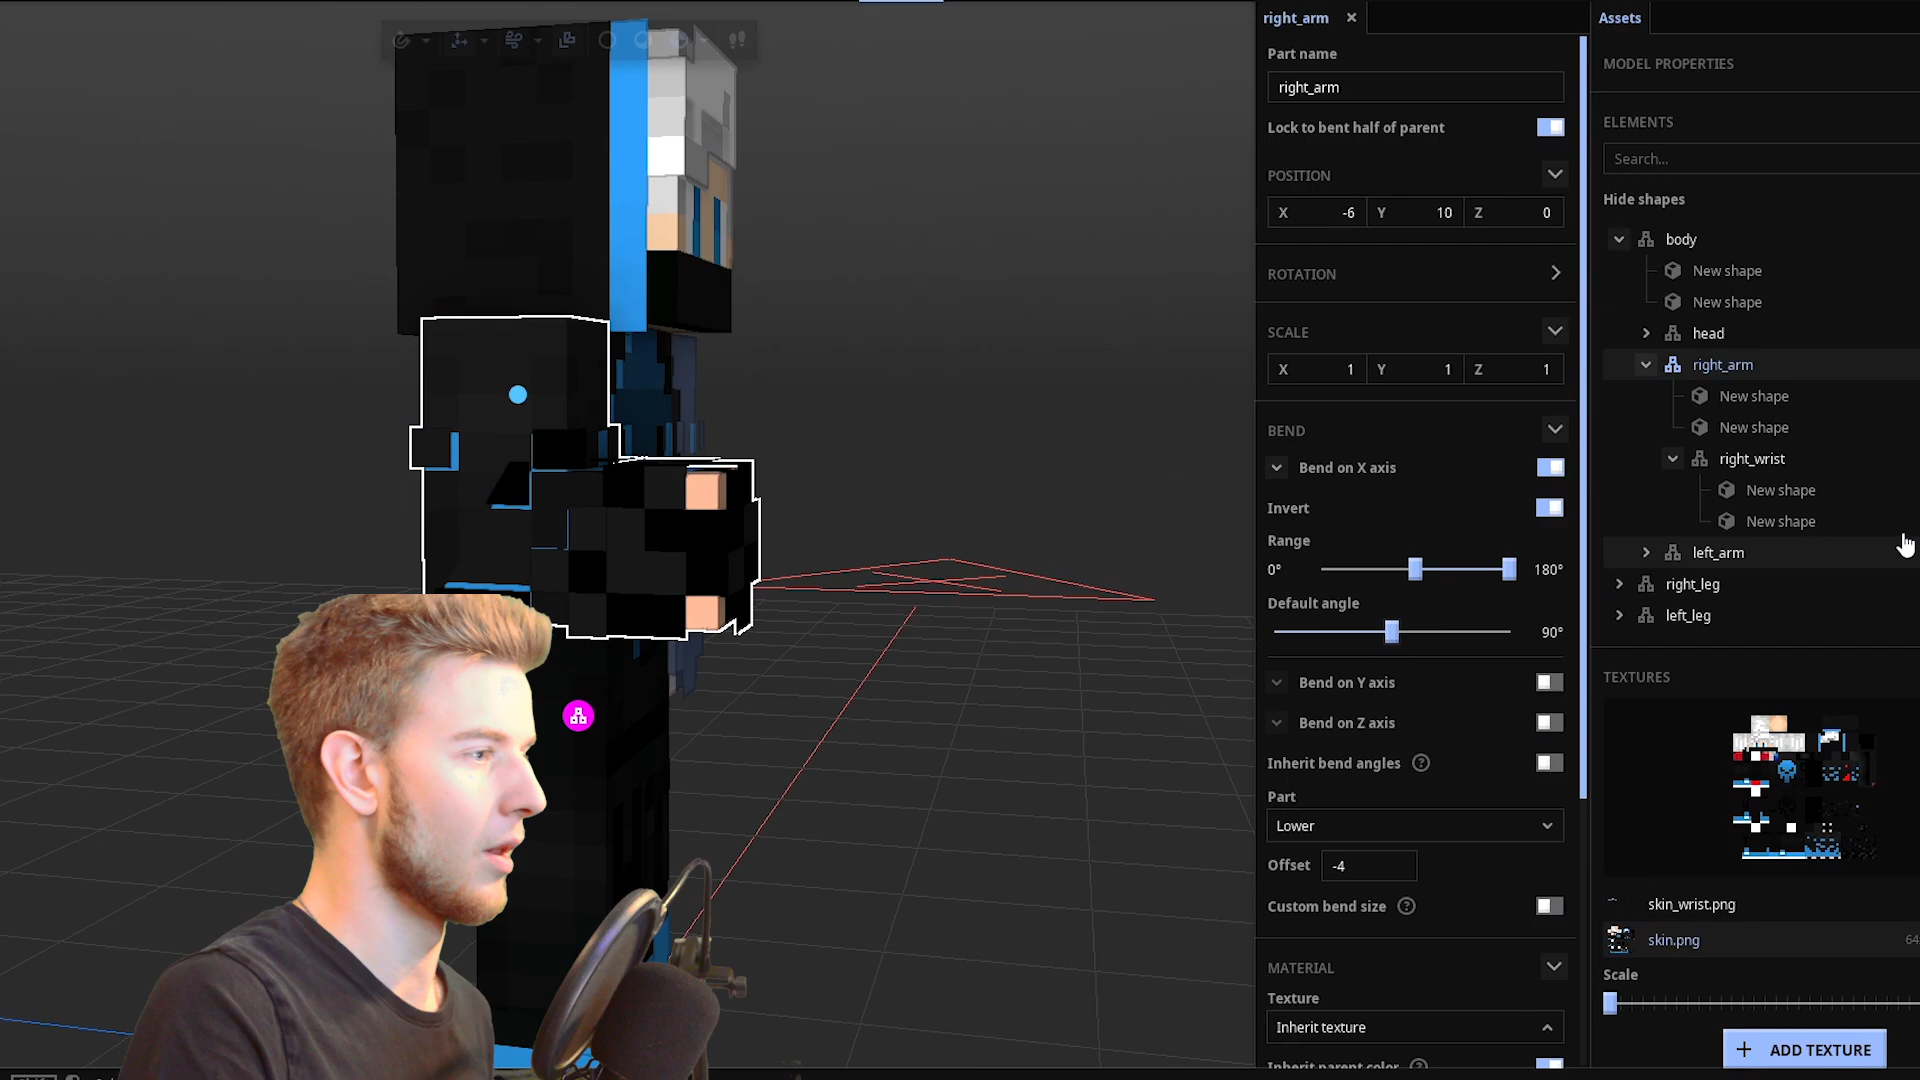 right_arm
Part name
right_arm
Lock to bent half of parent
POSITION
X -6 Y 10 Z 0
ROTATION
SCALE
X 1 Y 1 Z 1
BEND
Bend on X axis
Invert
Range
0° 180°
Default angle
90°
Bend on Y axis
Bend on Z axis
Inherit bend angles ?
Part
Lower
Offset -4
Custom bend size ?
MATERIAL
Texture
Inherit texture
Inherit parent color ?
Assets
MODEL PROPERTIES
ELEMENTS
Search...
Hide shapes
body
New shape
New shape
head
right_arm
New shape
New shape
right_wrist
New shape
New shape
left_arm
right_leg
left_leg
TEXTURES
skin_wrist.png
skin.png 64
Scale
+ ADD TEXTURE